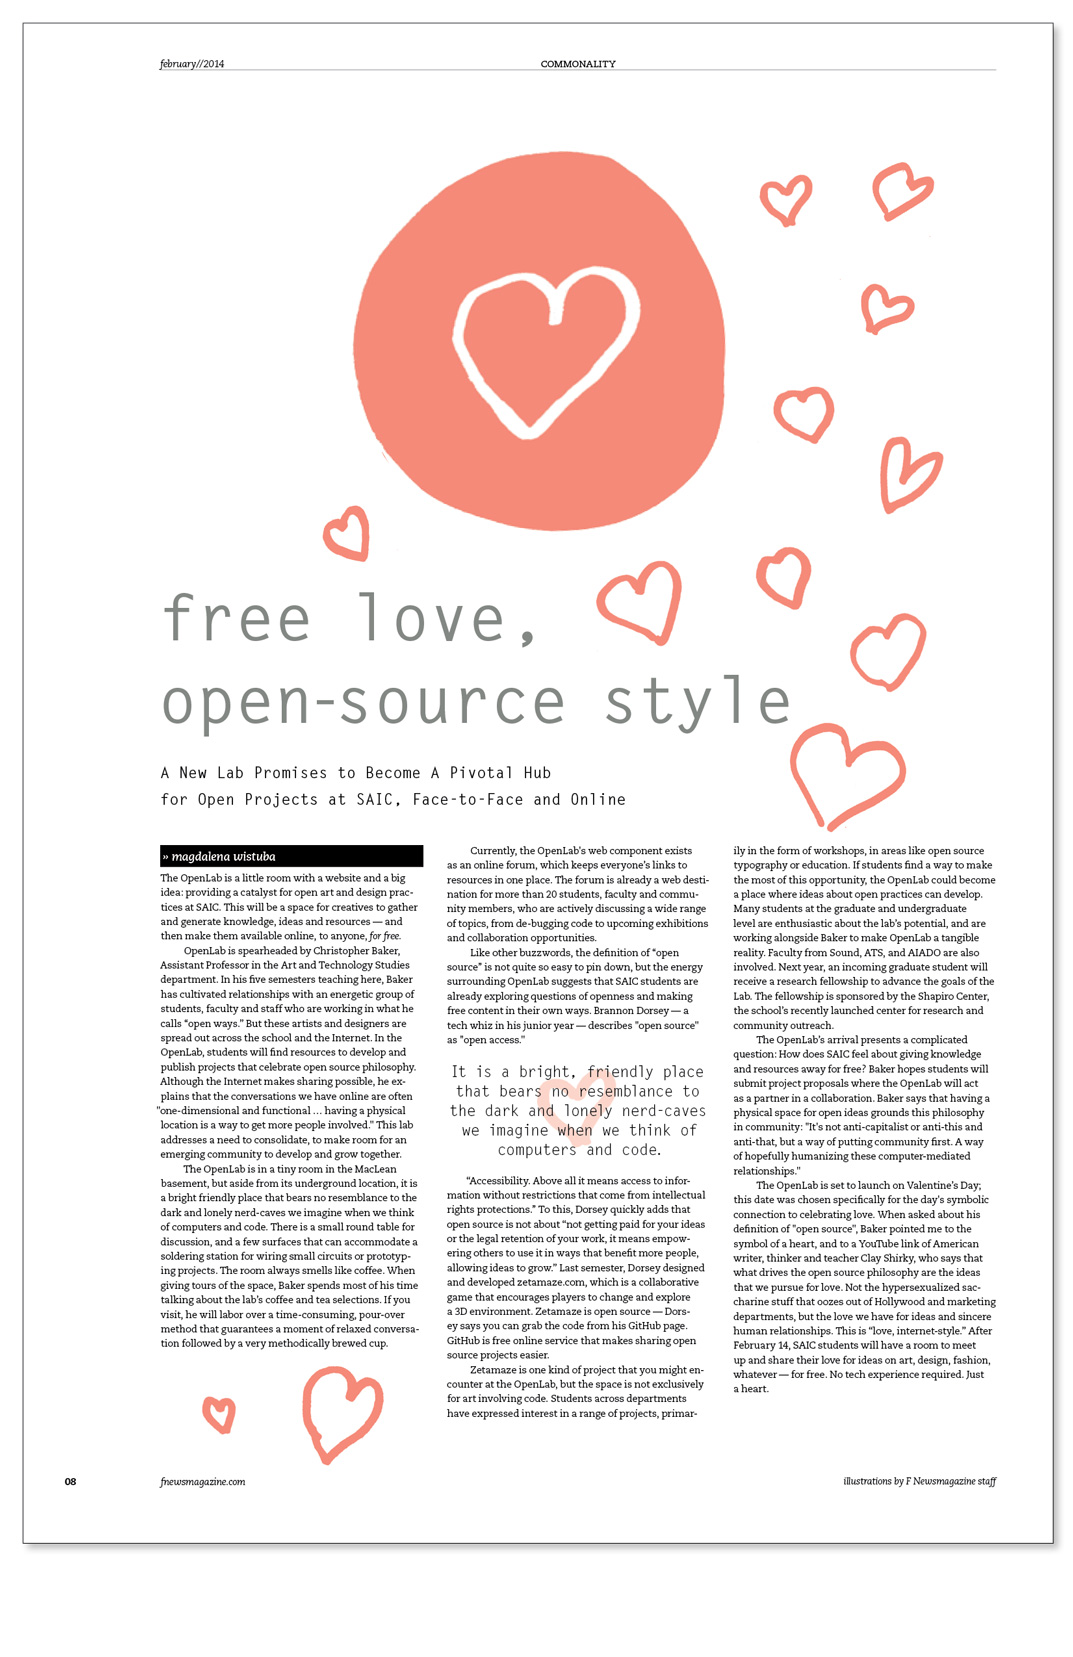 february//2014
COMMONALITY
free love,
open-source style
A New Lab Promises to Become A Pivotal Hub
for Open Projects at SAIC, Face-to-Face and Online
» magdalena wistuba
The OpenLab is a little room with a website and a big
idea: providing a catalyst for open art and design prac-
tices at SAIC. This will be a space for creatives to gather
and generate knowledge, ideas and resources — and
then make them available online, to anyone, for free.
OpenLab is spearheaded by Christopher Baker,
Assistant Professor in the Art and Technology Studies
department. In his five semesters teaching here, Baker
has cultivated relationships with an energetic group of
students, faculty and staff who are working in what he
calls “open ways.” But these artists and designers are
spread out across the school and the Internet. In the
OpenLab, students will find resources to develop and
publish projects that celebrate open source philosophy.
Although the Internet makes sharing possible, he ex-
plains that the conversations we have online are often
"one-dimensional and functional … having a physical
location is a way to get more people involved.” This lab
addresses a need to consolidate, to make room for an
emerging community to develop and grow together.
The OpenLab is in a tiny room in the MacLean
basement, but aside from its underground location, it is
a bright friendly place that bears no resemblance to the
dark and lonely nerd-caves we imagine when we think
of computers and code. There is a small round table for
discussion, and a few surfaces that can accommodate a
soldering station for wiring small circuits or prototyp-
ing projects. The room always smells like coffee. When
giving tours of the space, Baker spends most of his time
talking about the lab’s coffee and tea selections. If you
visit, he will labor over a time-consuming, pour-over
method that guarantees a moment of relaxed conversa-
tion followed by a very methodically brewed cup.
Currently, the OpenLab’s web component exists
as an online forum, which keeps everyone’s links to
resources in one place. The forum is already a web desti-
nation for more than 20 students, faculty and commu-
nity members, who are actively discussing a wide range
of topics, from de-bugging code to upcoming exhibitions
and collaboration opportunities.
Like other buzzwords, the definition of “open
source” is not quite so easy to pin down, but the energy
surrounding OpenLab suggests that SAIC students are
already exploring questions of openness and making
free content in their own ways. Brannon Dorsey — a
tech whiz in his junior year — describes "open source"
as "open access."
It is a bright, friendly place
that bears no resemblance to
the dark and lonely nerd-caves
we imagine when we think of
computers and code.
“Accessibility. Above all it means access to infor-
mation without restrictions that come from intellectual
rights protections.” To this, Dorsey quickly adds that
open source is not about “not getting paid for your ideas
or the legal retention of your work, it means empow-
ering others to use it in ways that benefit more people,
allowing ideas to grow.” Last semester, Dorsey designed
and developed zetamaze.com, which is a collaborative
game that encourages players to change and explore
a 3D environment. Zetamaze is open source — Dors-
ey says you can grab the code from his GitHub page.
GitHub is free online service that makes sharing open
source projects easier.
Zetamaze is one kind of project that you might en-
counter at the OpenLab, but the space is not exclusively
for art involving code. Students across departments
have expressed interest in a range of projects, primar-
ily in the form of workshops, in areas like open source
typography or education. If students find a way to make
the most of this opportunity, the OpenLab could become
a place where ideas about open practices can develop.
Many students at the graduate and undergraduate
level are enthusiastic about the lab’s potential, and are
working alongside Baker to make OpenLab a tangible
reality. Faculty from Sound, ATS, and AIADO are also
involved. Next year, an incoming graduate student will
receive a research fellowship to advance the goals of the
Lab. The fellowship is sponsored by the Shapiro Center,
the school’s recently launched center for research and
community outreach.
The OpenLab’s arrival presents a complicated
question: How does SAIC feel about giving knowledge
and resources away for free? Baker hopes students will
submit project proposals where the OpenLab will act
as a partner in a collaboration. Baker says that having a
physical space for open ideas grounds this philosophy
in community: "It’s not anti-capitalist or anti-this and
anti-that, but a way of putting community first. A way
of hopefully humanizing these computer-mediated
relationships."
The OpenLab is set to launch on Valentine’s Day;
this date was chosen specifically for the day’s symbolic
connection to celebrating love. When asked about his
definition of "open source", Baker pointed me to the
symbol of a heart, and to a YouTube link of American
writer, thinker and teacher Clay Shirky, who says that
what drives the open source philosophy are the ideas
that we pursue for love. Not the hypersexualized sac-
charine stuff that oozes out of Hollywood and marketing
departments, but the love we have for ideas and sincere
human relationships. This is “love, internet-style.” After
February 14, SAIC students will have a room to meet
up and share their love for ideas on art, design, fashion,
whatever — for free. No tech experience required. Just
a heart.
08
fnewsmagazine.com
illustrations by F Newsmagazine staff